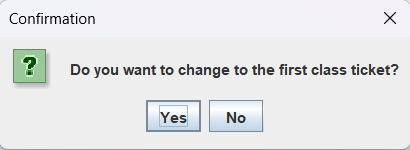 Confirmation
?
Do you want to change to the first class ticket?
Yes No